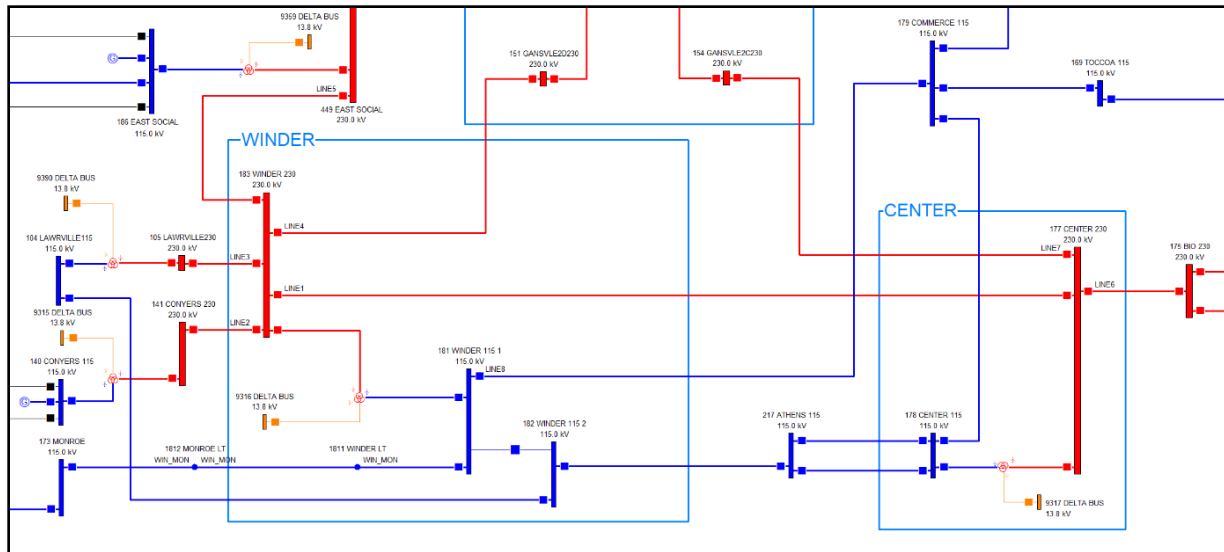 9359 DELTA BUS
13.8 kV
186 EAST SOCIAL
115.0 kV
LINE5
449 EAST SOCIAL
230.0 kV
151 GANSVLE2D230
230.0 kV
154 GANSVLE2C230
230.0 kV
179 COMMERCE 115
115.0 kV
169 TOCCOA 115
115.0 kV
WINDER
9390 DELTA BUS
13.8 kV
183 WINDER 230
230.0 kV
LINE4
104 LAWRVILLE115
115.0 kV
105 LAWRVILLE230
230.0 kV
LINE3
LINE1
141 CONYERS 230
230.0 kV
LINE2
9315 DELTA BUS
13.8 kV
140 CONYERS 115
115.0 kV
CENTER
177 CENTER 230
230.0 kV
LINE7
175 BIO 230
230.0 kV
LINE6
9316 DELTA BUS
13.8 kV
181 WINDER 115 1
115.0 kV
LINE8
182 WINDER 115 2
115.0 kV
217 ATHENS 115
115.0 kV
178 CENTER 115
115.0 kV
173 MONROE
115.0 kV
1812 MONROE LT
WIN_MON WIN_MON
1811 WINDER LT
WIN_MON
9317 DELTA BUS
13.8 kV
G
G